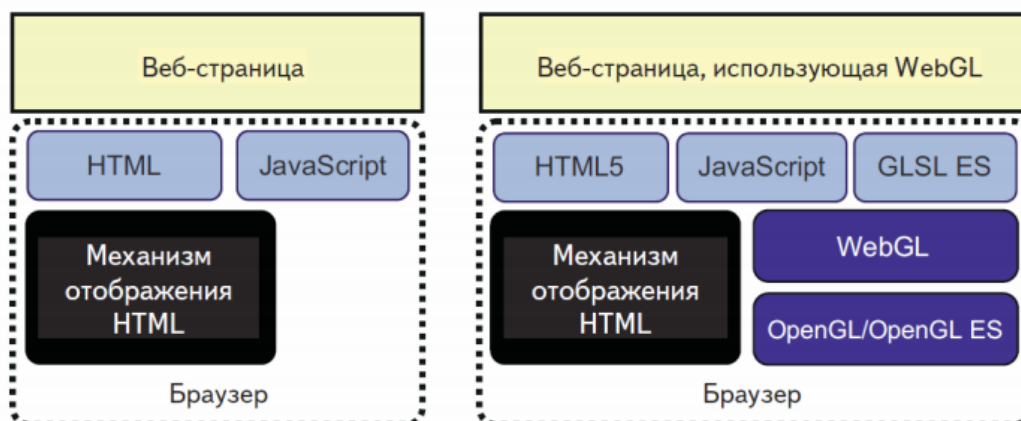 Веб-страница
HTML
JavaScript
Механизм
отображения
HTML
Браузер
Веб-страница, использующая WebGL
HTML5
JavaScript
GLSL ES
Механизм
отображения
HTML
WebGL
OpenGL/OpenGL ES
Браузер